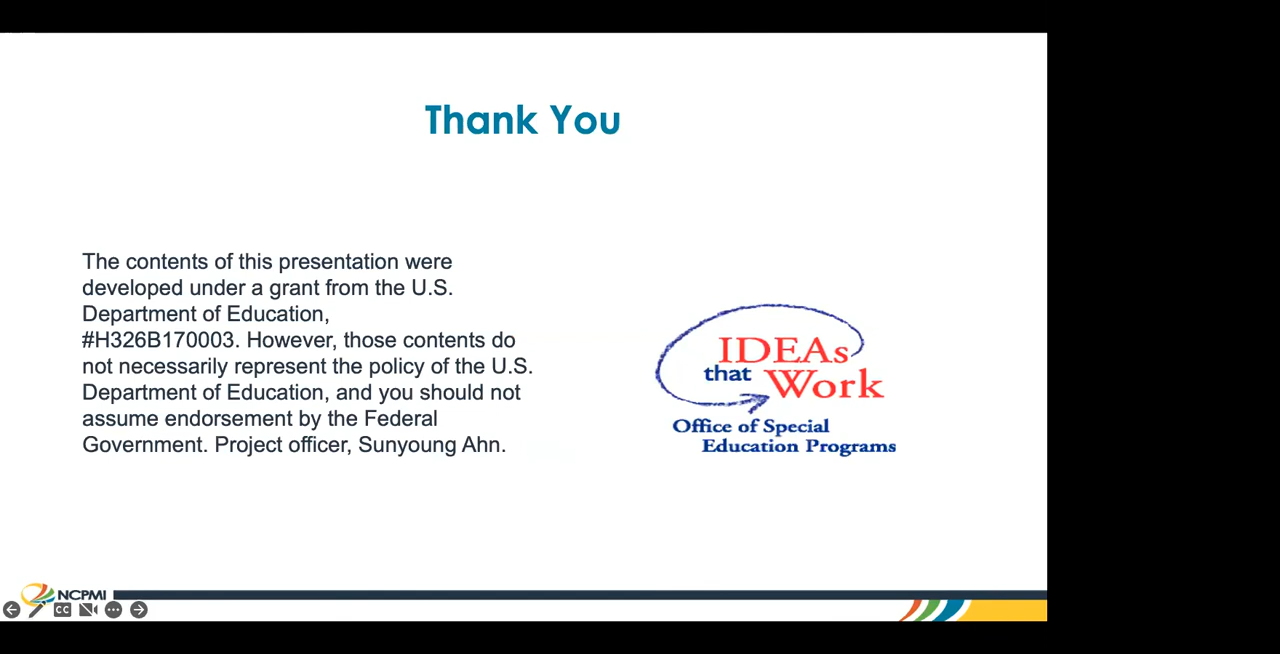 Thank You
The contents of this presentation were
developed under a grant from the U.S.
Department of Education,
#H326B170003. However, those contents do
not necessarily represent the policy of the U.S.
Department of Education, and you should not
assume endorsement by the Federal
Government. Project officer, Sunyoung Ahn.
IDEAs
that Work
Office of Special
Education Programs
NCPMI
CC